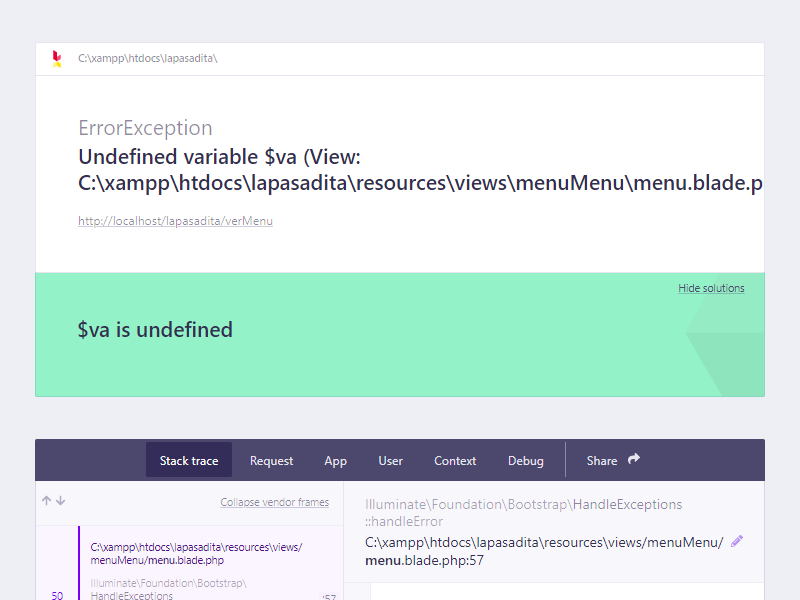 C:\xampp\htdocs\lapasadita\
ErrorException
Undefined variable $va (View:
C:\xampp\htdocs\lapasadita\resources\views\menuMenu\menu.blade.p
http://localhost/lapasadita/verMenu
Hide solutions
$va is undefined
Stack trace Request App User Context Debug Share
Collapse vendor frames
C:\xampp\htdocs\lapasadita\resources\views/
menuMenu/menu.blade.php
Illuminate\Foundation\Bootstrap\
50 HandleExceptions :57
Illuminate\Foundation\Bootstrap\HandleExceptions
::handleError
C:\xampp\htdocs\lapasadita\resources\views/menuMenu/
menu.blade.php:57